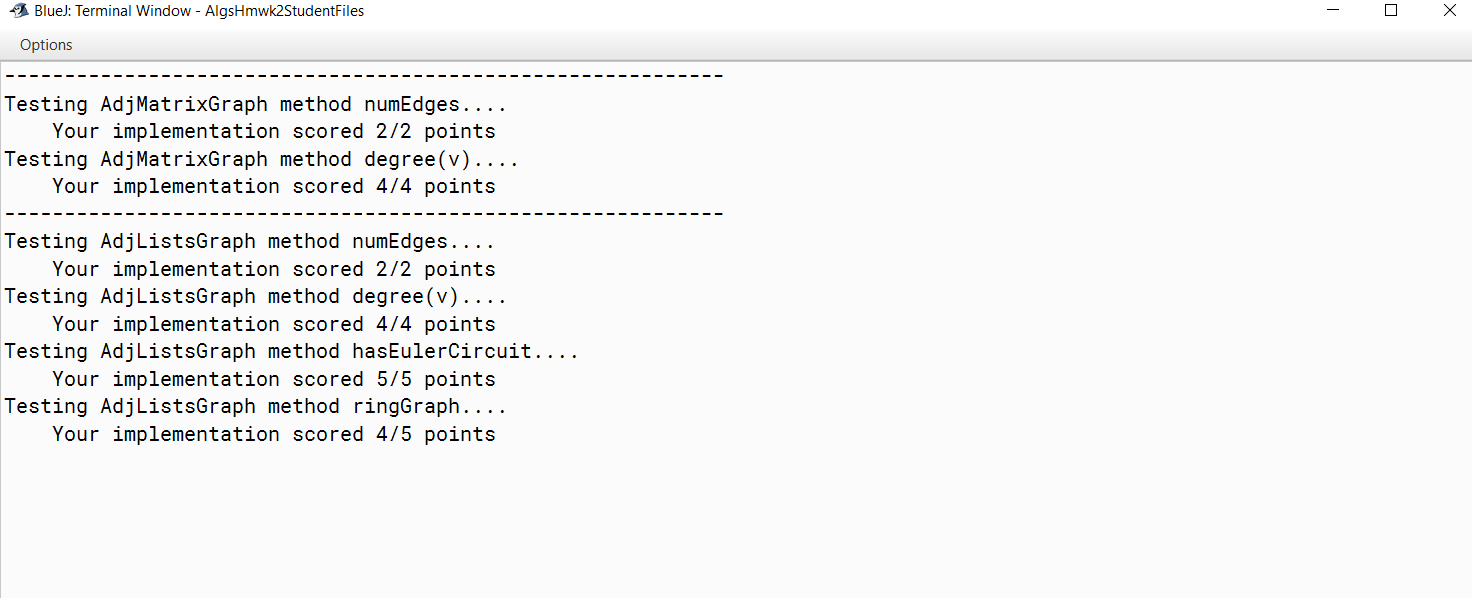 BlueJ: Terminal Window - AlgsHmwk2StudentFiles
Options
------------------------------------------------------------
Testing AdjMatrixGraph method numEdges....
    Your implementation scored 2/2 points
Testing AdjMatrixGraph method degree(v)....
    Your implementation scored 4/4 points
------------------------------------------------------------
Testing AdjListsGraph method numEdges....
    Your implementation scored 2/2 points
Testing AdjListsGraph method degree(v)....
    Your implementation scored 4/4 points
Testing AdjListsGraph method hasEulerCircuit....
    Your implementation scored 5/5 points
Testing AdjListsGraph method ringGraph....
    Your implementation scored 4/5 points